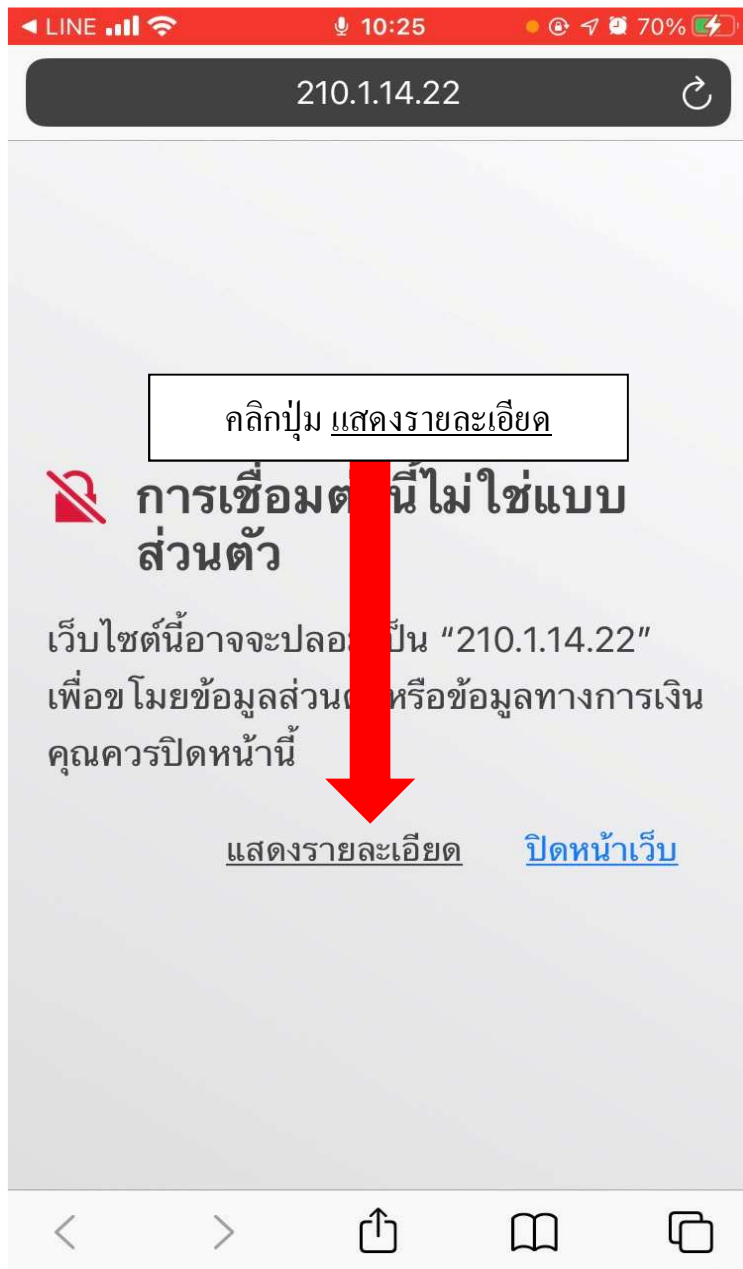 LINE 10:25 70%
210.1.14.22
คลิกปุ่ม แสดงรายละเอียด
การเชื่อมต นี้ไม่ใช่แบบ
ส่วนตัว
เว็บไซต์นี้อาจจะปลอ ป็น “210.1.14.22”
เพื่อขโมยข้อมูลส่วนต หรือข้อมูลทางการเงิน
คุณควรปิดหน้านี้
แสดงรายละเอียด ปิดหน้าเว็บ